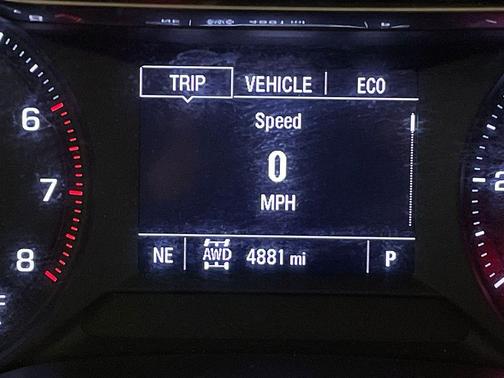 TRIP VEHICLE ECO
Speed
0
MPH
NE AWD 4881 mi P
6
7
8